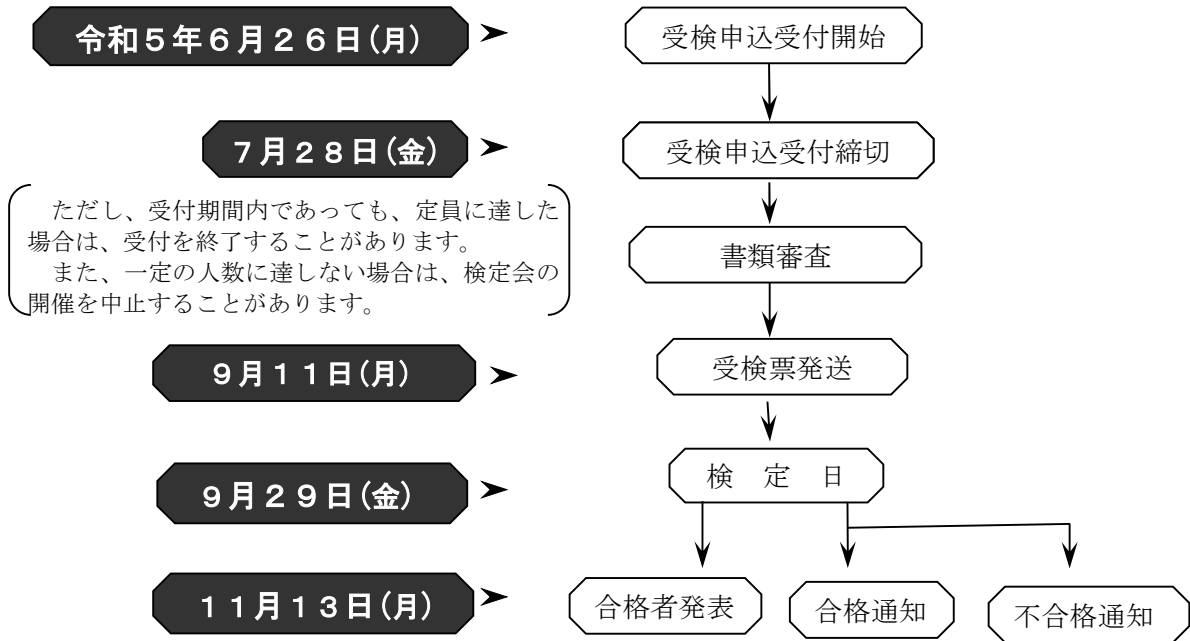 令和５年６月２６日(月)
受検申込受付開始
７月２８日(金)
受検申込受付締切
ただし、受付期間内であっても、定員に達した
場合は、受付を終了することがあります。
また、一定の人数に達しない場合は、検定会の
開催を中止することがあります。
書類審査
９月１１日(月)
受検票発送
９月２９日(金)
検　定　日
１１月１３日(月)
合格者発表
合格通知
不合格通知